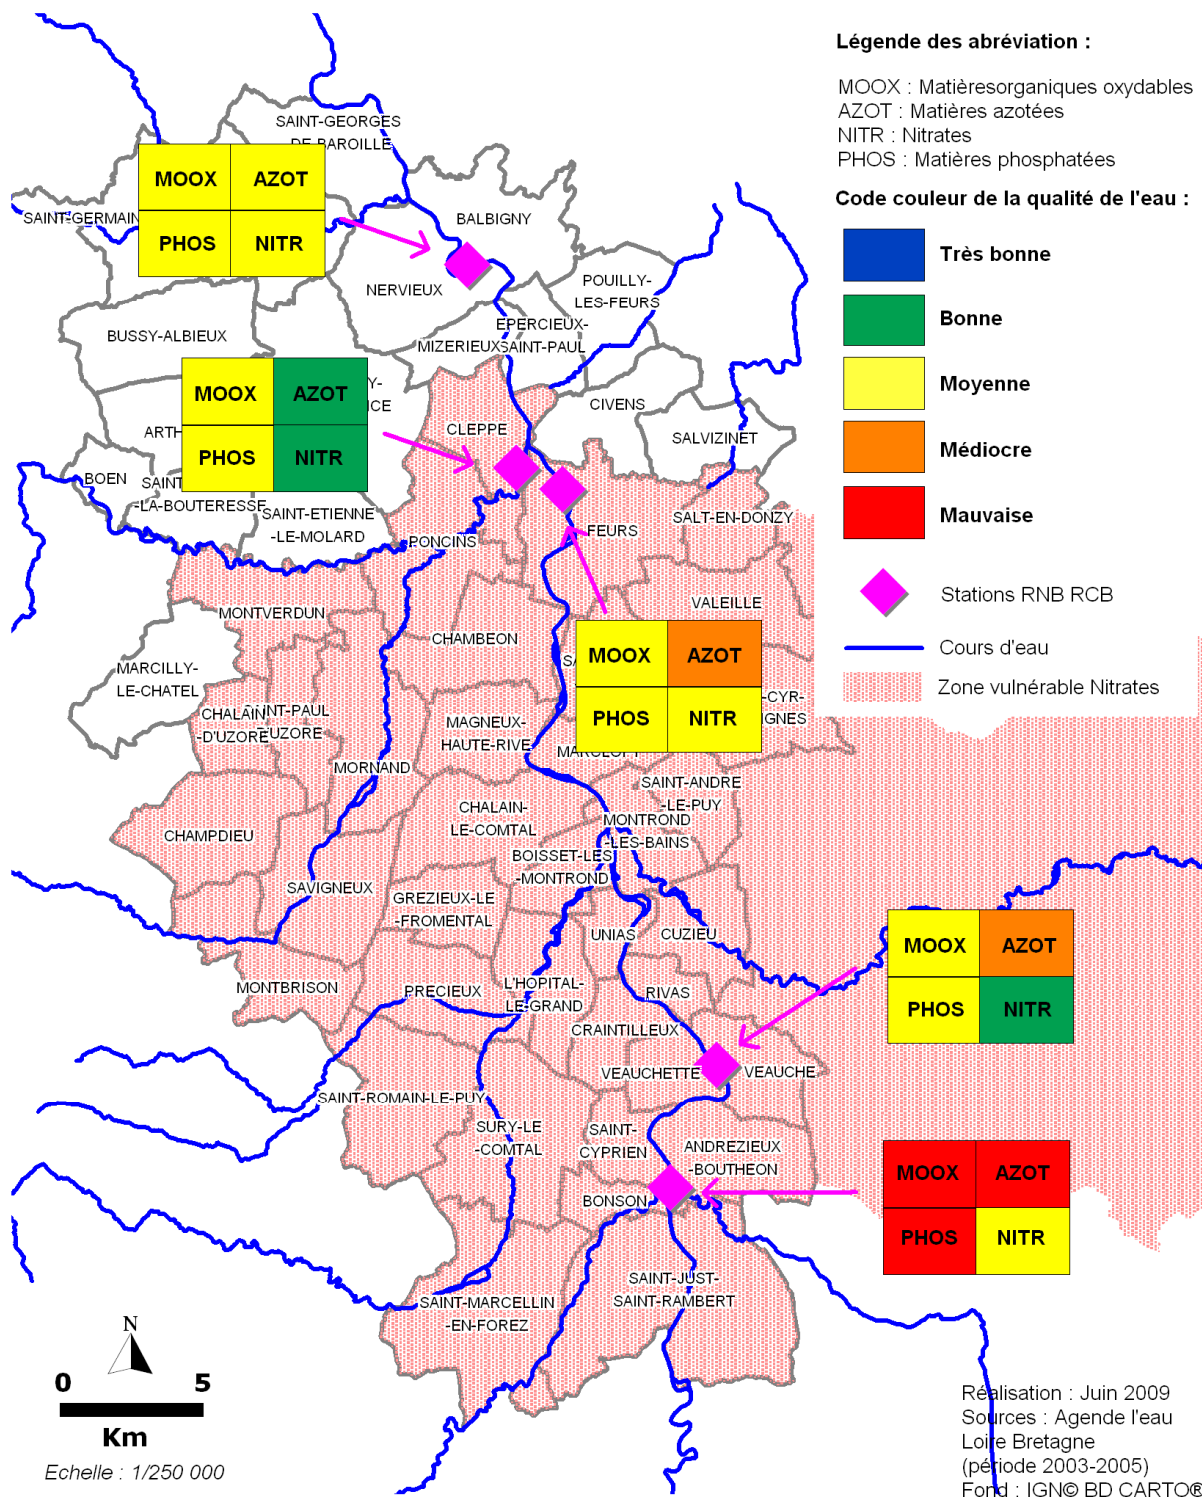 Légende des abréviation :
MOOX : Matièresorganiques oxydables
AZOT : Matières azotées
NITR : Nitrates
PHOS : Matières phosphatées
Code couleur de la qualité de l'eau :
Très bonne
Bonne
Moyenne
Médiocre
Mauvaise
Stations RNB RCB
Cours d'eau
Zone vulnérable Nitrates
SAINT-GEORGES
DE BAROILLE
MOOX AZOT
PHOS NITR
SAINT-GERMAIN
BALBIGNY
NERVIEUX
POUILLY-
LES-FEURS
BUSSY-ALBIEUX
EPERCIEUX-
SAINT-PAUL
MIZERIEUX
MOOX AZOT
PHOS NITR
CIVENS
CLEPPE
SALVIZINET
BOEN
-LA-BOUTERESSE
SAINT-ETIENNE
-LE-MOLARD
PONCINS
FEURS
SALT-EN-DONZY
MONTVERDUN
VALEILLE
CHAMBEON
MOOX AZOT
PHOS NITR
MARCILLY-
LE-CHATEL
CHALAIN
-D'UZORE
SAINT-PAUL
D'UZORE
MAGNEUX-
HAUTE-RIVE
-CYR-
MORNAND
SAINT-ANDRE
-LE-PUY
CHAMPDIEU
CHALAIN-
LE-COMTAL
MONTROND
-LES-BAINS
BOISSET-LES
-MONTROND
SAVIGNEUX
GREZIEUX-LE
-FROMENTAL
UNIAS
CUZIEU
MOOX AZOT
PHOS NITR
MONTBRISON
PRECIEUX
L'HOPITAL-
LE-GRAND
RIVAS
CRAINTILLEUX
VEAUCHETTE
VEAUCHE
SAINT-ROMAIN-LE-PUY
SURY-LE
-COMTAL
SAINT-
CYPRIEN
ANDREZIEUX
-BOUTHEON
BONSON
MOOX AZOT
PHOS NITR
SAINT-JUST-
SAINT-RAMBERT
SAINT-MARCELLIN
-EN-FOREZ
N
0 5
Km
Echelle : 1/250 000
Réalisation : Juin 2009
Sources : Agende l'eau
Loire Bretagne
(période 2003-2005)
Fond : IGN© BD CARTO®